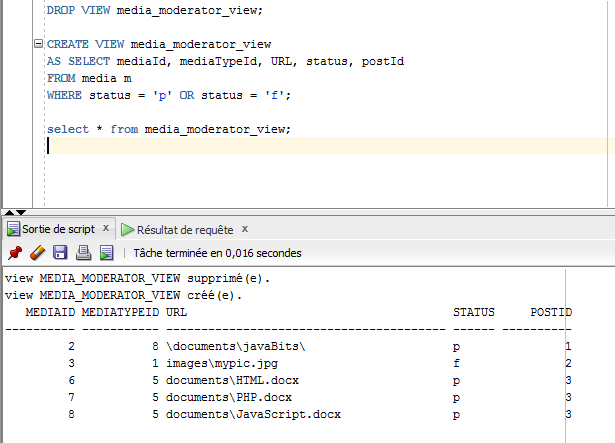 DROP VIEW media_moderator_view;
CREATE VIEW media_moderator_view
AS SELECT mediaId, mediaTypeId, URL, status, postId
FROM media m
WHERE status = 'p' OR status = 'f';
select * from media_moderator_view;
Sortie de script x Résultat de requête x
Tâche terminée en 0,016 secondes
view MEDIA_MODERATOR_VIEW supprimé(e).
view MEDIA_MODERATOR_VIEW créé(e).
MEDIAID MEDIATYPEID URL STATUS POSTID
---------- ----------- ---------------------------------------- ------ ----------
2 8 \documents\javaBits\ p 1
3 1 images\mypic.jpg f 2
6 5 documents\HTML.docx p 3
7 5 documents\PHP.docx p 3
8 5 documents\JavaScript.docx p 3